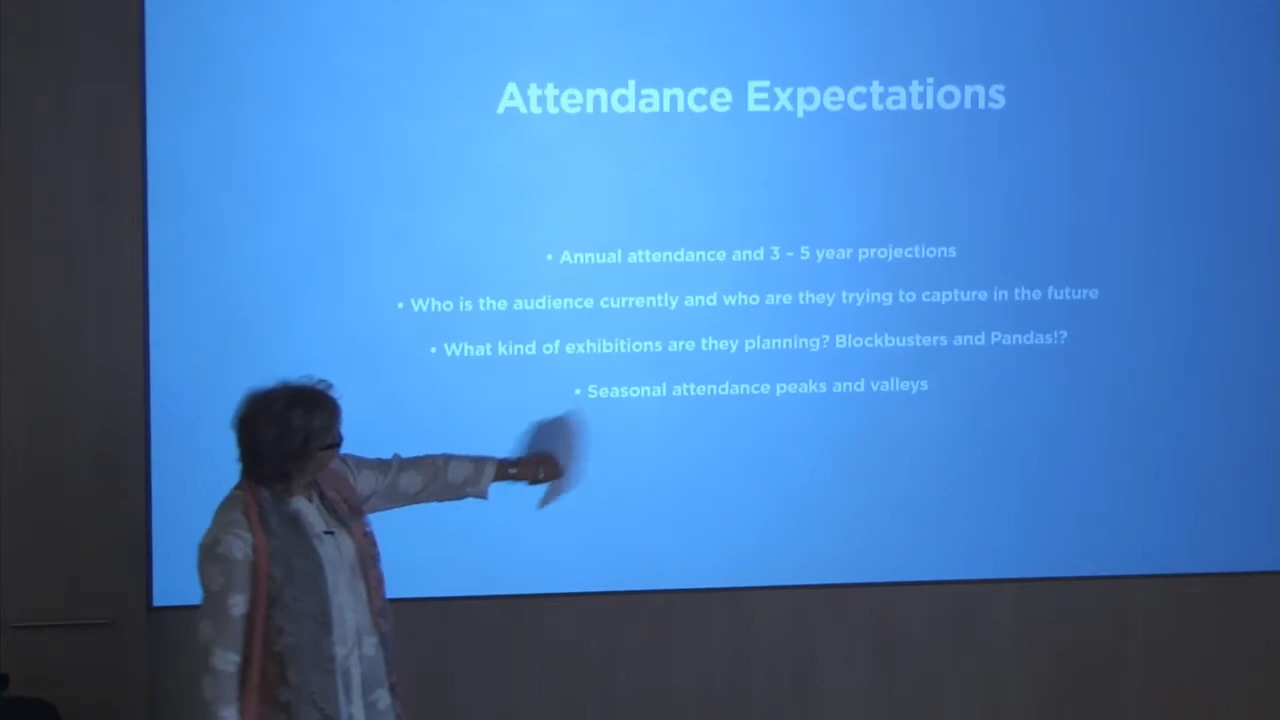 Attendance Expectations
• Annual attendance and 3 – 5 year projections
• Who is the audience currently and who are they trying to capture in the future
• What kind of exhibitions are they planning? Blockbusters and Pandas!?
• Seasonal attendance peaks and valleys